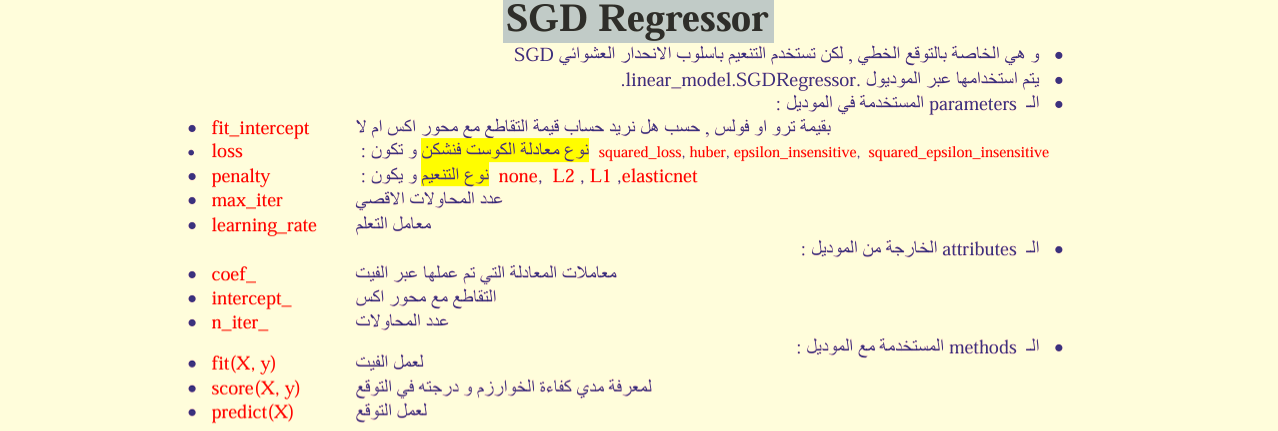 SGD Regressor
و هي الخاصة بالتوقع الخطي , لكن تستخدم التنعيم باسلوب الانحدار العشوائي SGD
يتم استخدامها عبر الموديول linear_model.SGDRegressor.
الـ parameters المستخدمة في الموديل :
fit_intercept بقيمة ترو او فولس , حسب هل نريد حساب قيمة التقاطع مع محور اكس ام لا
loss نوع معادلة الكوست فنشكن و تكون : squared_loss, huber, epsilon_insensitive, squared_epsilon_insensitive
penalty نوع التنعيم و يكون : none, L2 , L1 ,elasticnet
max_iter عدد المحاولات الاقصي
learning_rate معامل التعلم
الـ attributes الخارجة من الموديل :
coef_ معاملات المعادلة التي تم عملها عبر الفيت
intercept_ التقاطع مع محور اكس
n_iter_ عدد المحاولات
الـ methods المستخدمة مع الموديل :
fit(X, y) لعمل الفيت
score(X, y) لمعرفة مدي كفاءة الخوارزم و درجته في التوقع
predict(X) لعمل التوقع